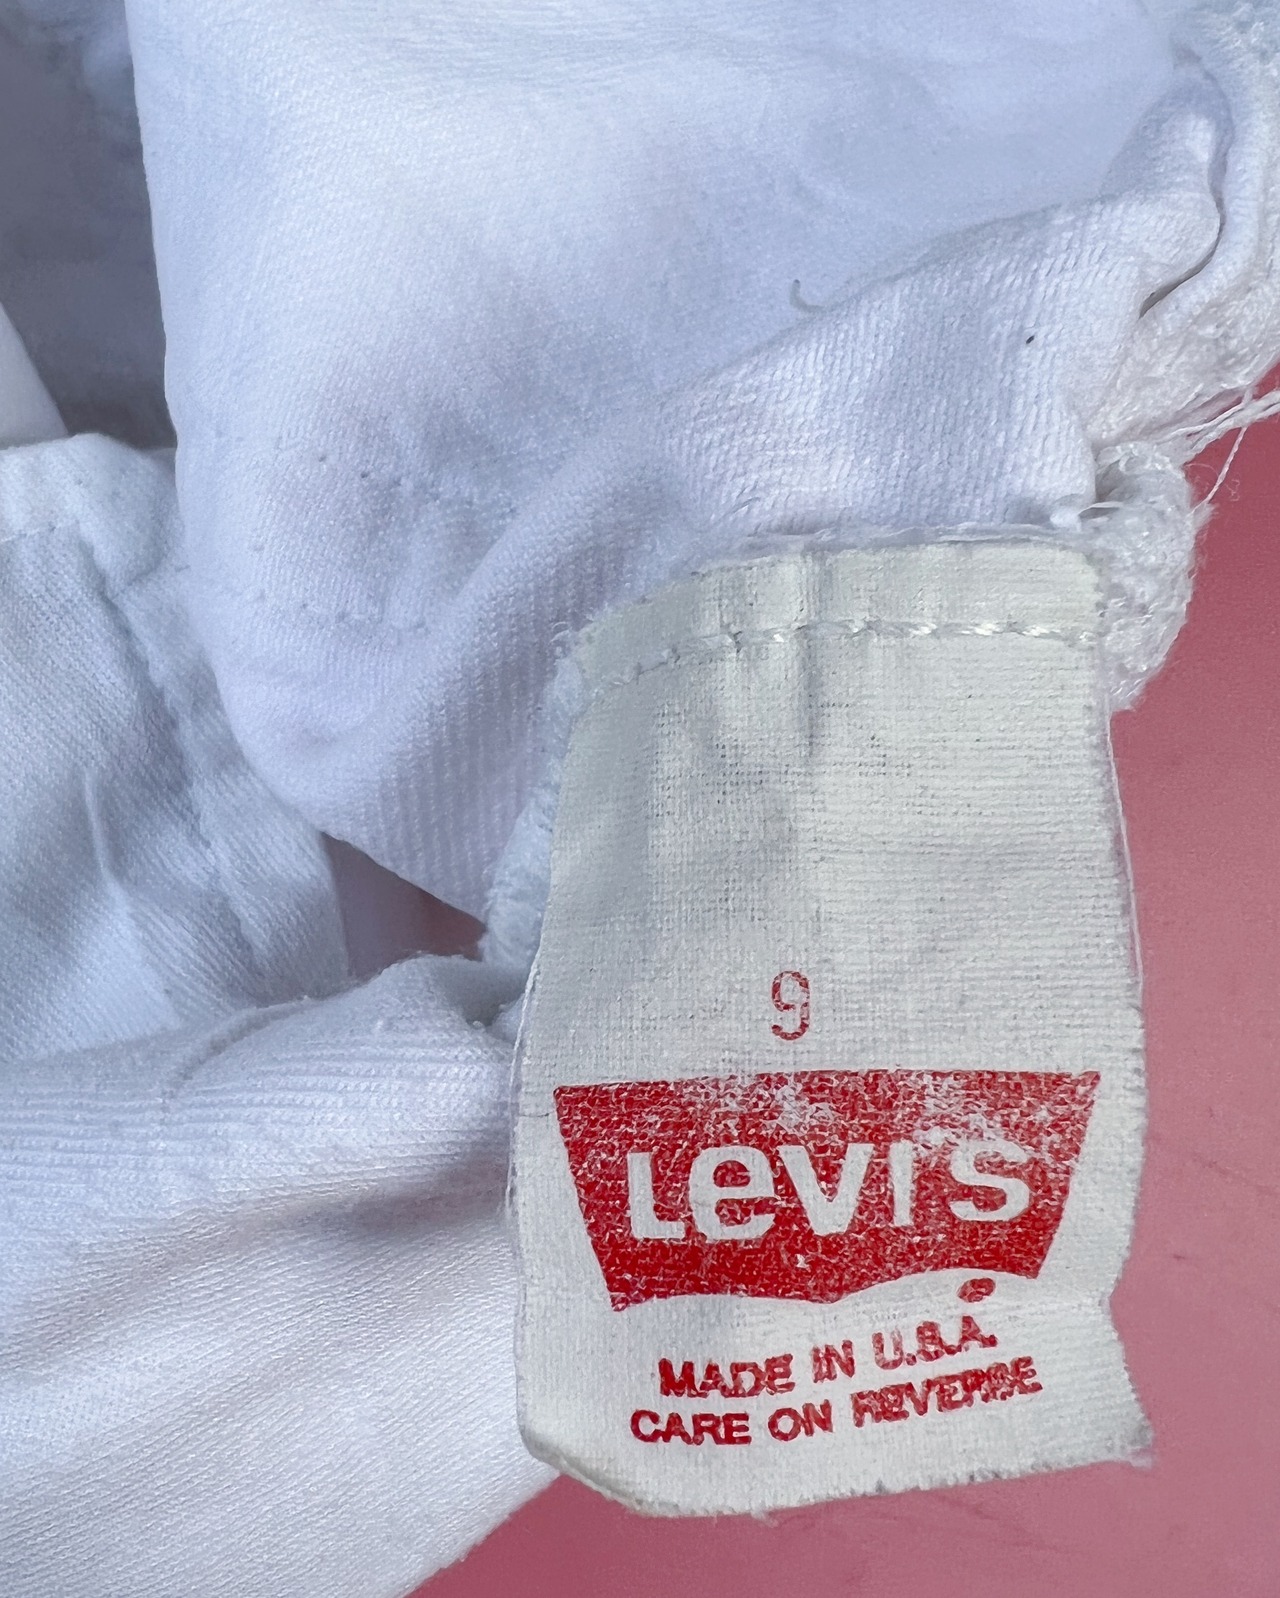 9
Levi's
®
MADE IN U.S.A.
CARE ON REVERSE